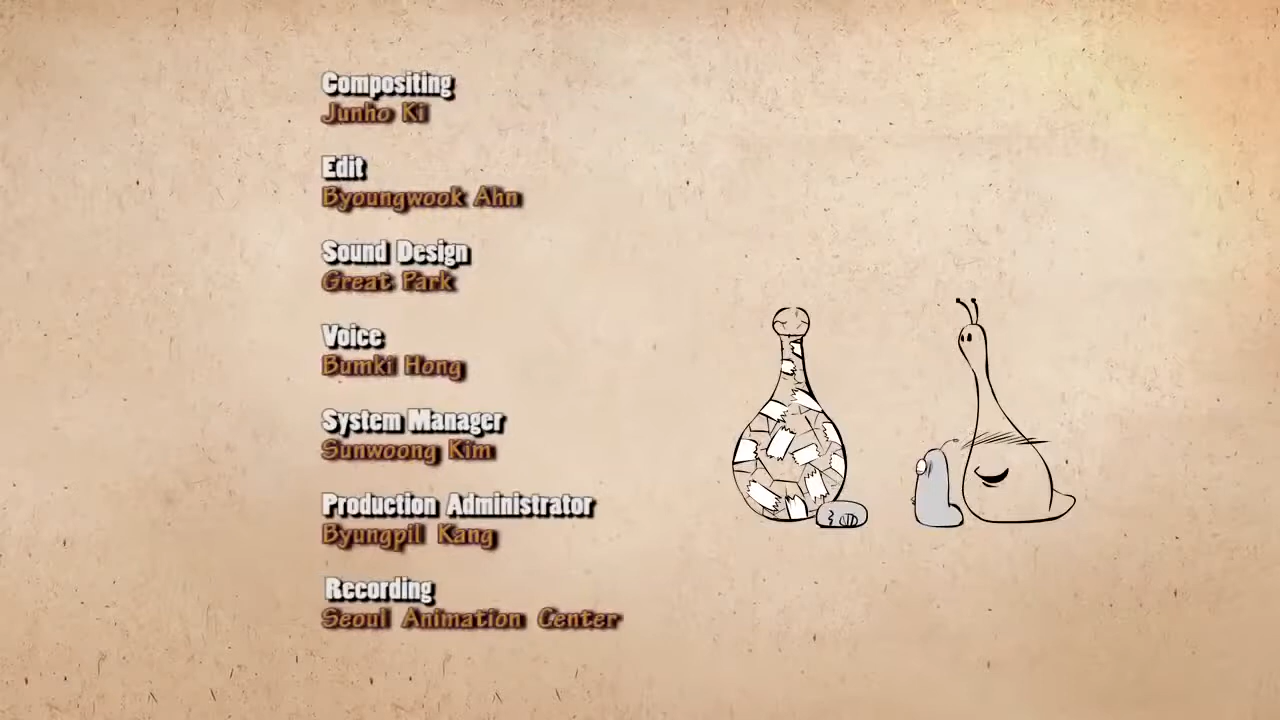 Compositing
Junho Ki
Edit
Byoungwook Ahn
Sound Design
Great Park
Voice
Bumki Hong
System Manager
Sunwoong Kim
Production Administrator
Byungpil Kang
Recording
Seoul Animation Center